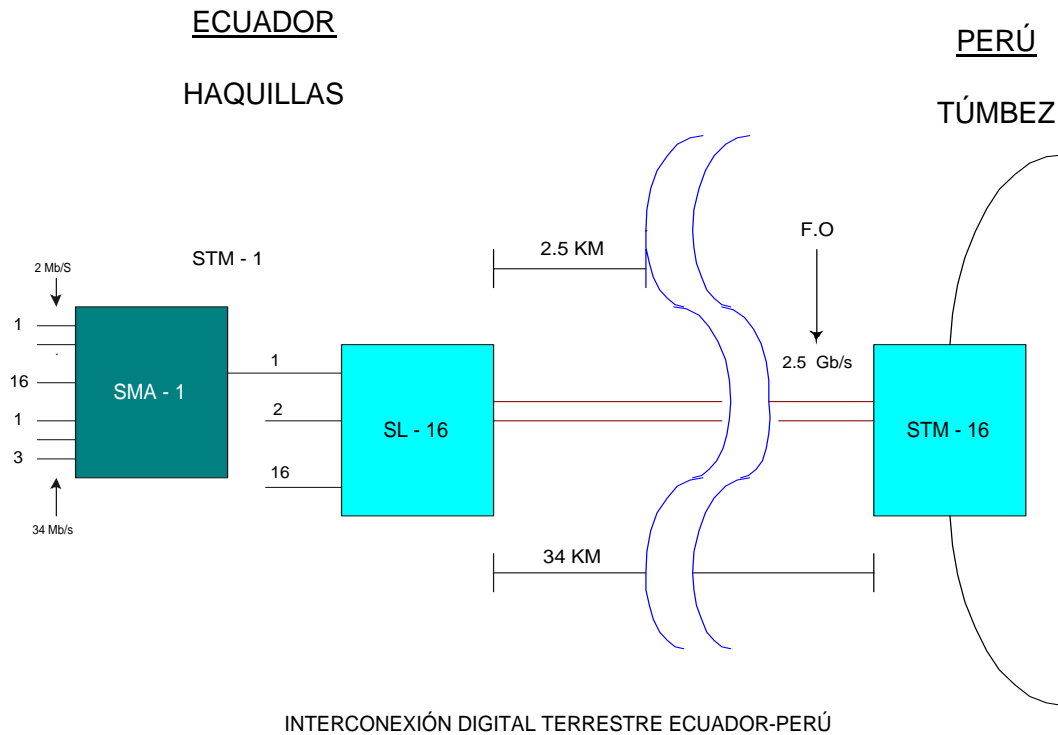 ECUADOR
PERÚ
HAQUILLAS
TÚMBEZ
F.O
2.5 KM
STM - 1
2 Mb/S
1
1
2.5 Gb/s
16
SMA - 1
2
1
SL - 16
STM - 16
3
16
34 Mb/s
34 KM
INTERCONEXIÓN DIGITAL TERRESTRE ECUADOR-PERÚ